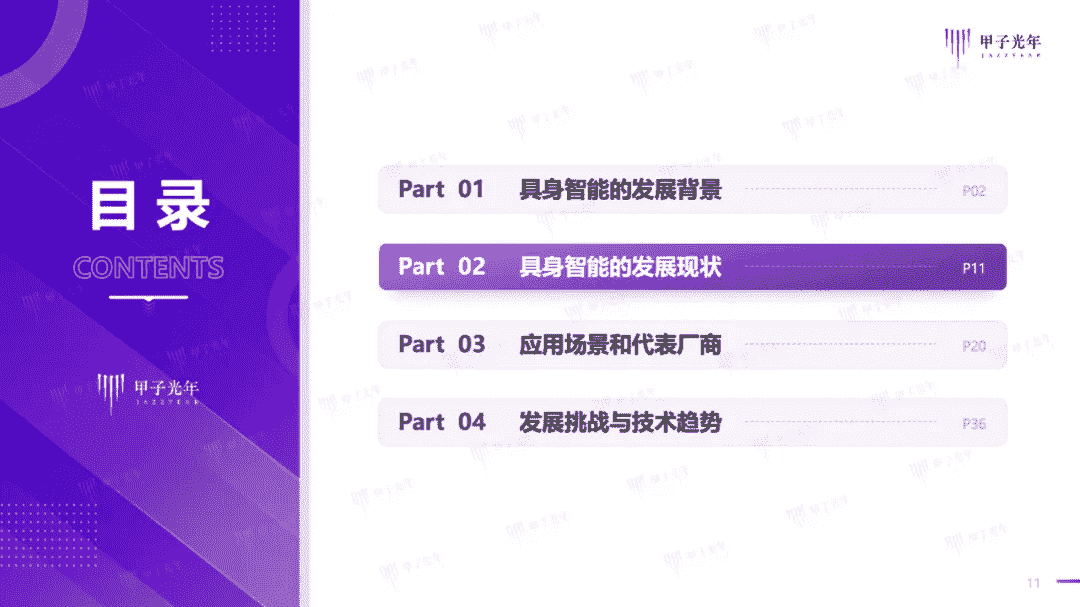 目录
CONTENTS
甲子光年
JAZZYEAR
甲子光年
JAZZYEAR
Part 01 具身智能的发展背景 P02
Part 02 具身智能的发展现状 P11
Part 03 应用场景和代表厂商 P20
Part 04 发展挑战与技术趋势 P36
11